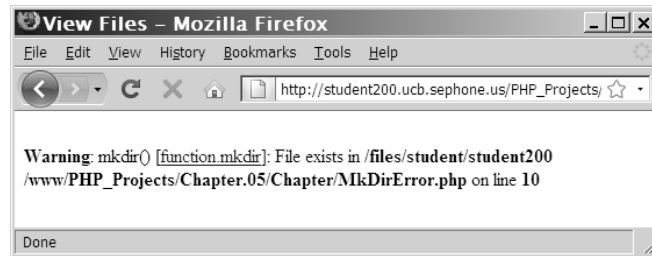 View Files – Mozilla Firefox
File Edit View History Bookmarks Tools Help
http://student200.ucb.sephone.us/PHP_Projects/
Warning: mkdir() [function.mkdir]: File exists in /files/student/student200
/www/PHP_Projects/Chapter.05/Chapter/MkDirError.php on line 10
Done